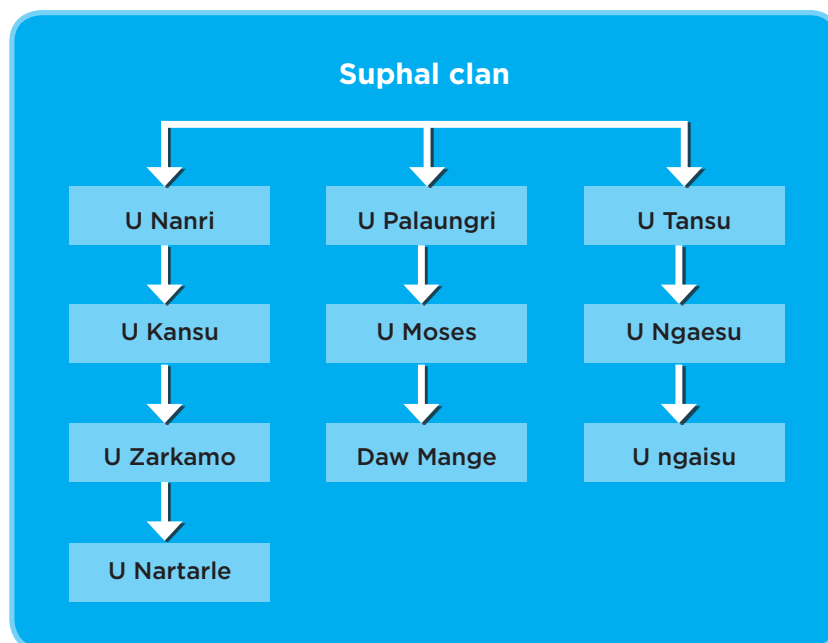 Suphal clan
U Nanri
U Palaungri
U Tansu
U Kansu
U Moses
U Ngaesu
U Zarkamo
Daw Mange
U ngaisu
U Nartarle